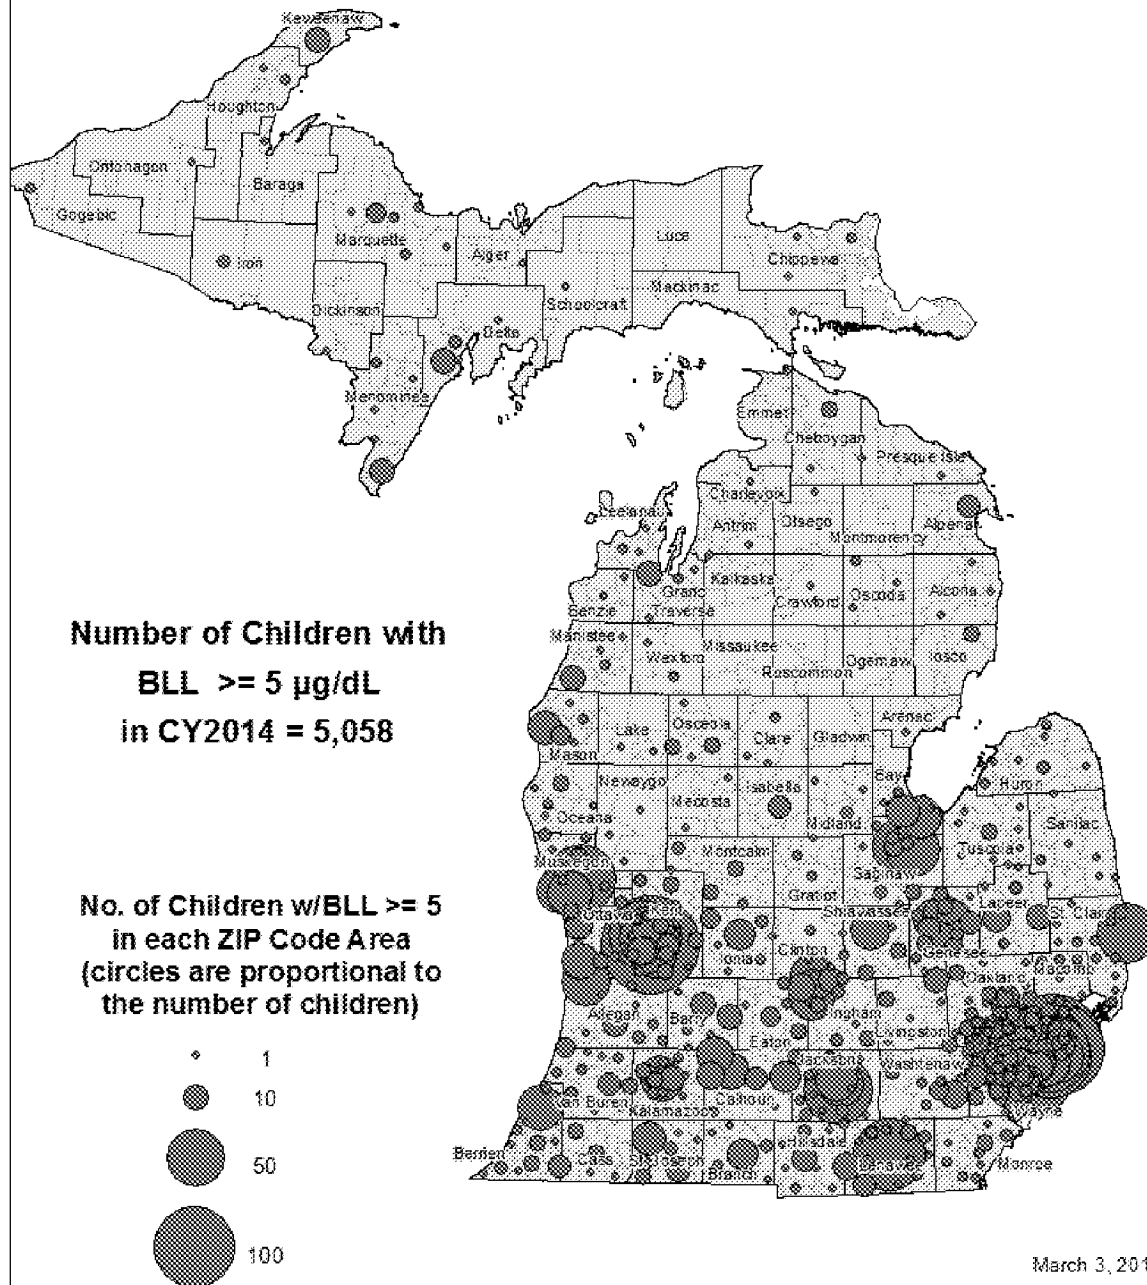 Keweenaw
Houghton
Ontonagon
Baraga
Gogebic
Marquette
Alger
Luce
Chippewa
Iron
Mackinac
Schoolcraft
Dickinson
Delta
Menominee
Emmet
Cheboygan
Presque Isle
Charlevoix
Leelanau
Antrim
Otsego
Alpena
Montmorency
Kalkaska
Grand
Traverse
Crawford
Oscoda
Alcona
Benzie
Manistee
Missaukee
Wexford
Roscommon
Ogemaw
Iosco
Number of Children with
BLL >= 5 µg/dL
in CY2014 = 5,058
Arenac
Lake
Osceola
Clare
Gladwin
Mason
Newaygo
Mecosta
Isabella
Bay
Huron
Midland
Oceana
Sanilac
Tuscola
Muskegon
Montcalm
Saginaw
Gratiot
No. of Children w/BLL >= 5
in each ZIP Code Area
(circles are proportional to
the number of children)
1
10
50
100
Ottawa
Kent
Shiawassee
Lapeer
St. Clair
Ionia
Clinton
Genesee
Macomb
Oakland
Allegan
Barry
Eaton
Ingham
Livingston
Jackson
Washtenaw
Van Buren
Kalamazoo
Calhoun
Wayne
Berrien
Cass
St Joseph
Branch
Hillsdale
Lenawee
Monroe
March 3, 201